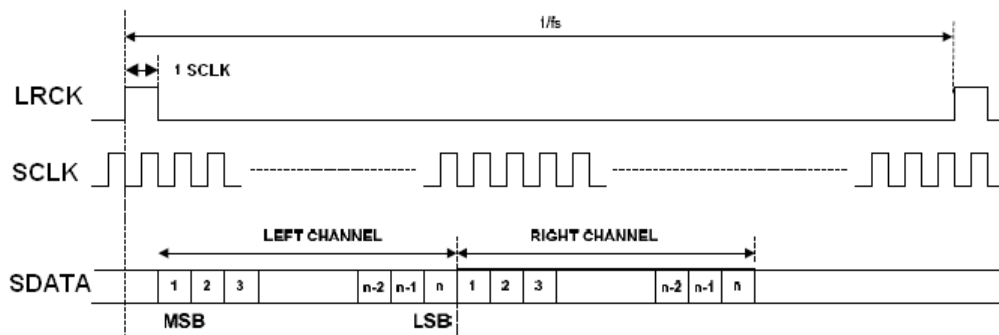 1/fs
1 SCLK
LRCK
SCLK
LEFT CHANNEL RIGHT CHANNEL
SDATA 1 2 3 n-2 n-1 n 1 2 3 n-2 n-1 n
MSB LSB